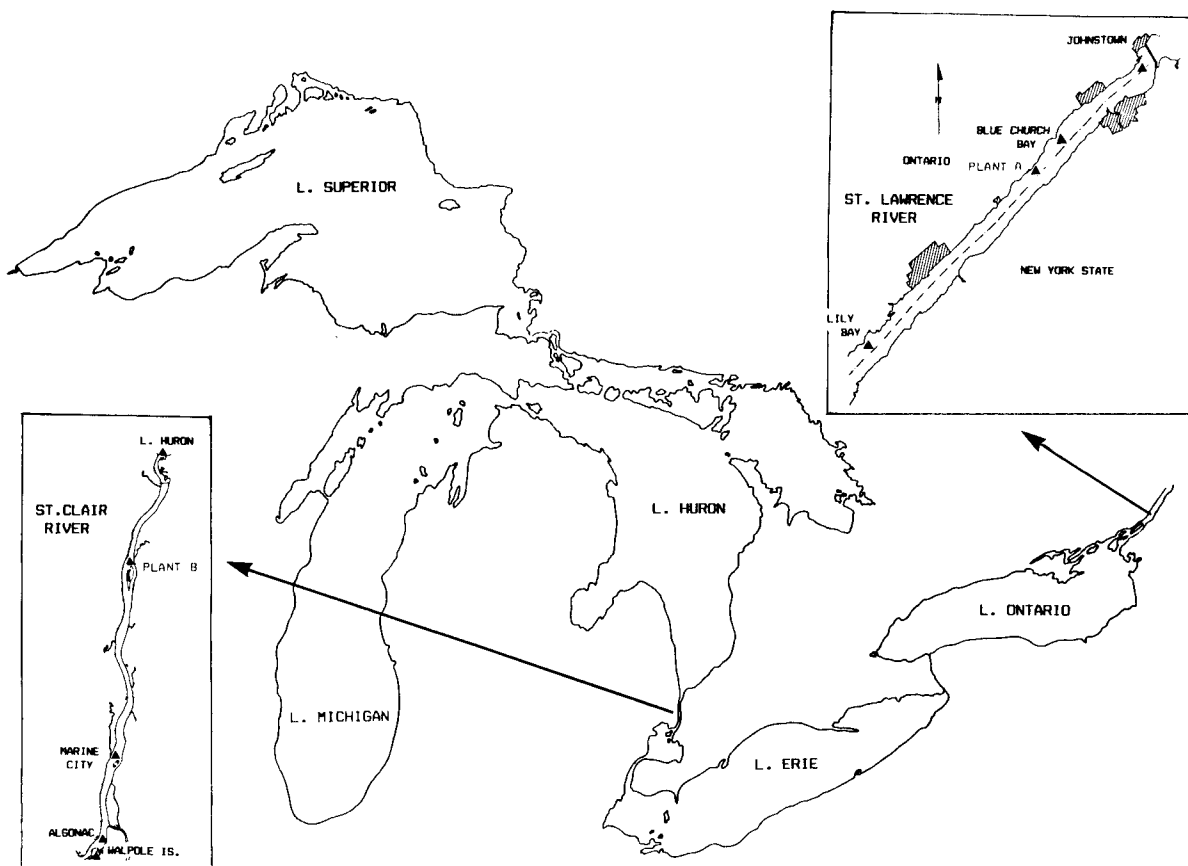 JOHNSTOWN
BLUE CHURCH
BAY
ONTARIO
PLANT A
ST. LAWRENCE
RIVER
NEW YORK STATE
LILY
BAY
N
L. SUPERIOR
L. HURON
ST.CLAIR
RIVER
PLANT B
MARINE
CITY
ALGONAC
WALPOLE IS.
L. HURON
L. MICHIGAN
L. ERIE
L. ONTARIO